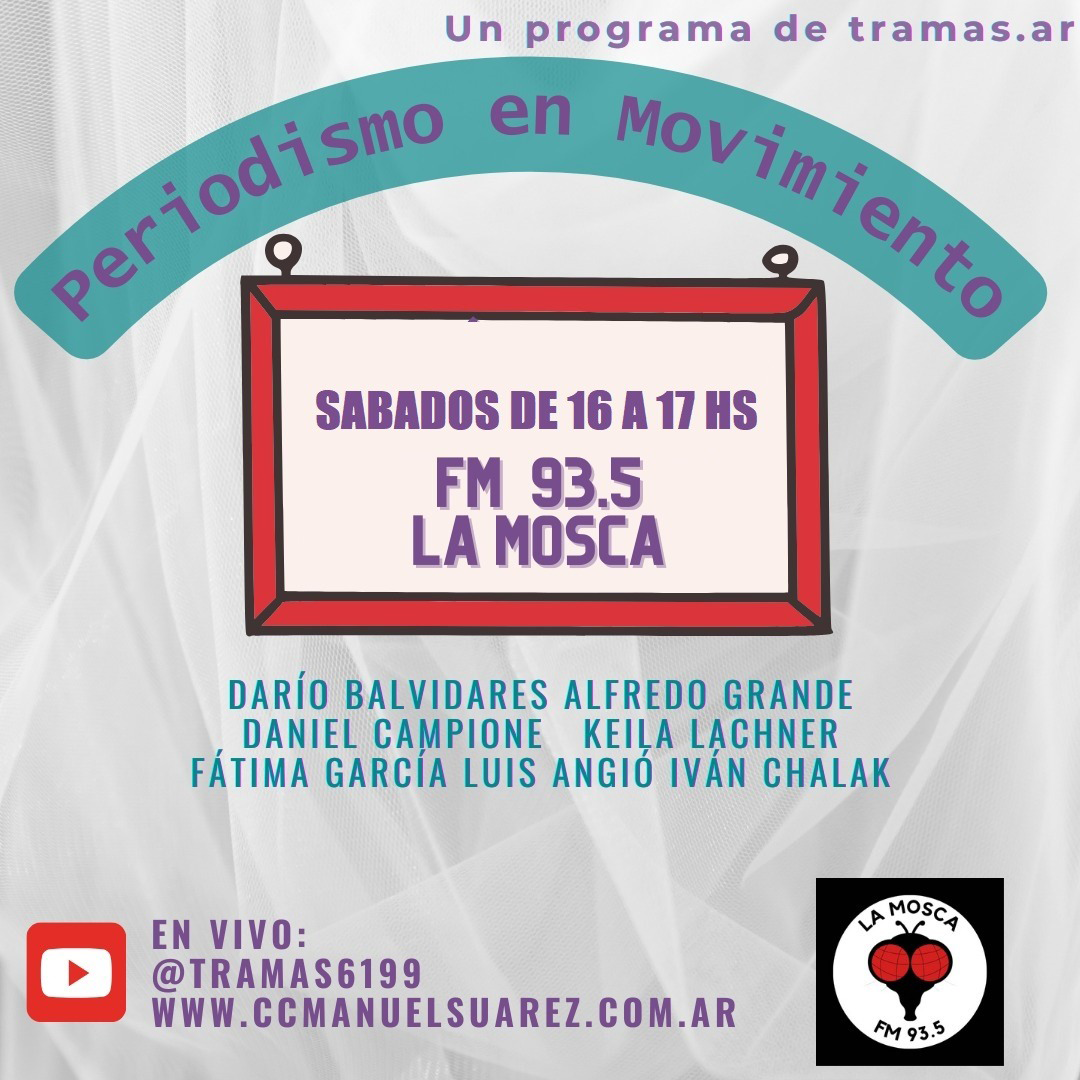 Un programa de tramas.ar
Periodismo en Movimiento
SABADOS DE 16 A 17 HS
FM 93.5
LA MOSCA
DARÍO BALVIDARES ALFREDO GRANDE
DANIEL CAMPIONE KEILA LACHNER
FÁTIMA GARCÍA LUIS ANGIÓ IVÁN CHALAK
EN VIVO:
@TRAMAS6199
WWW.CCMANUELSUAREZ.COM.AR
LA MOSCA
FM 93.5